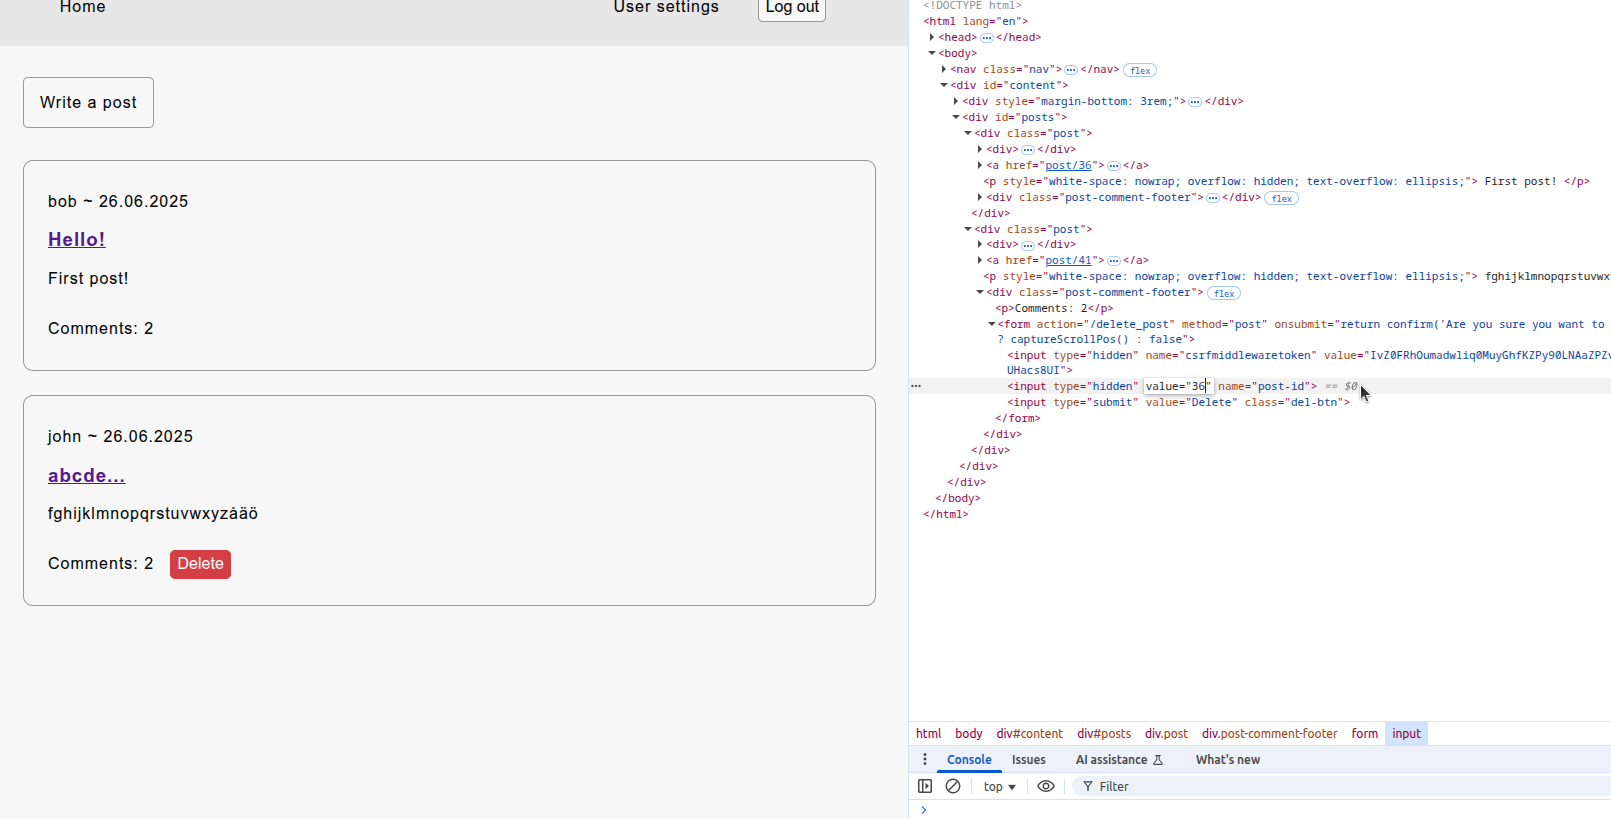 Home
User settings
Log out
Write a post
bob ~ 26.06.2025
Hello!
First post!
Comments: 2
john ~ 26.06.2025
abcde...
fghijklmnopqrstuvwxyzåäö
Comments: 2
Delete
<!DOCTYPE html>
<html lang="en">
<head> ... </head>
<body>
<nav class="nav"> ... </nav> flex
<div id="content">
<div style="margin-bottom: 3rem;"> ... </div>
<div id="posts">
<div class="post">
<div> ... </div>
<a href="post/36"> ... </a>
<p style="white-space: nowrap; overflow: hidden; text-overflow: ellipsis;"> First post! </p>
<div class="post-comment-footer"> ... </div> flex
</div>
<div class="post">
<div> ... </div>
<a href="post/41"> ... </a>
<p style="white-space: nowrap; overflow: hidden; text-overflow: ellipsis;"> fghijklmnopqrstuvwx
<div class="post-comment-footer"> flex
<p>Comments: 2</p>
<form action="/delete_post" method="post" onsubmit="return confirm('Are you sure you want to
? captureScrollPos() : false">
<input type="hidden" name="csrfmiddlewaretoken" value="
UHacs8UI">
... <input type="hidden" value="36" name="post-id"> == $0
<input type="submit" value="Delete" class="del-btn">
</form>
</div>
</div>
</div>
</div>
</body>
</html>
html body div#content div#posts div.post div.post-comment-footer form input
Console Issues AI assistance What's new
top Filter